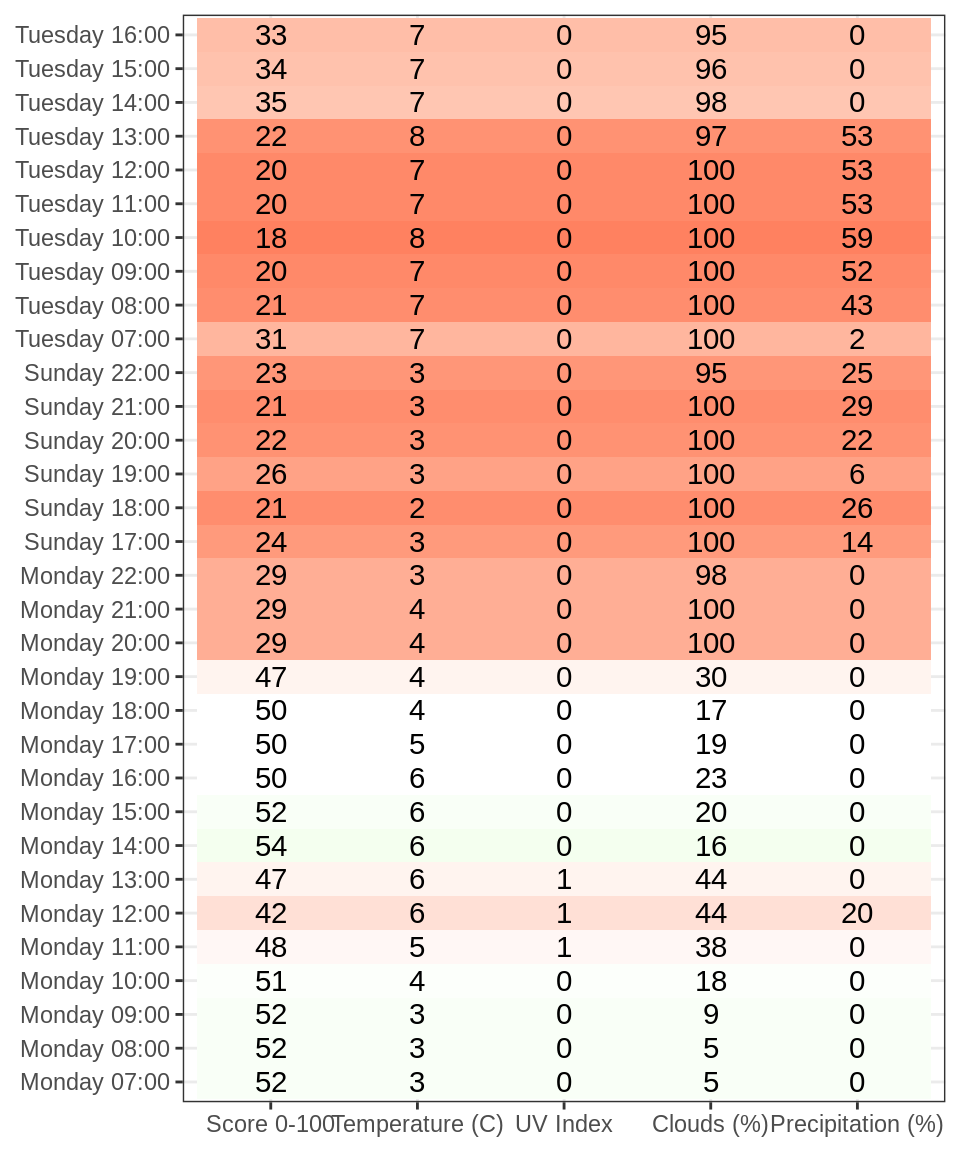 Tuesday 16:00 33 7 0 95 0
Tuesday 15:00 34 7 0 96 0
Tuesday 14:00 35 7 0 98 0
Tuesday 13:00 22 8 0 97 53
Tuesday 12:00 20 7 0 100 53
Tuesday 11:00 20 7 0 100 53
Tuesday 10:00 18 8 0 100 59
Tuesday 09:00 20 7 0 100 52
Tuesday 08:00 21 7 0 100 43
Tuesday 07:00 31 7 0 100 2
Sunday 22:00 23 3 0 95 25
Sunday 21:00 21 3 0 100 29
Sunday 20:00 22 3 0 100 22
Sunday 19:00 26 3 0 100 6
Sunday 18:00 21 2 0 100 26
Sunday 17:00 24 3 0 100 14
Monday 22:00 29 3 0 98 0
Monday 21:00 29 4 0 100 0
Monday 20:00 29 4 0 100 0
Monday 19:00 47 4 0 30 0
Monday 18:00 50 4 0 17 0
Monday 17:00 50 5 0 19 0
Monday 16:00 50 6 0 23 0
Monday 15:00 52 6 0 20 0
Monday 14:00 54 6 0 16 0
Monday 13:00 47 6 1 44 0
Monday 12:00 42 6 1 44 20
Monday 11:00 48 5 1 38 0
Monday 10:00 51 4 0 18 0
Monday 09:00 52 3 0 9 0
Monday 08:00 52 3 0 5 0
Monday 07:00 52 3 0 5 0
Score 0-100 Temperature (C) UV Index Clouds (%) Precipitation (%)